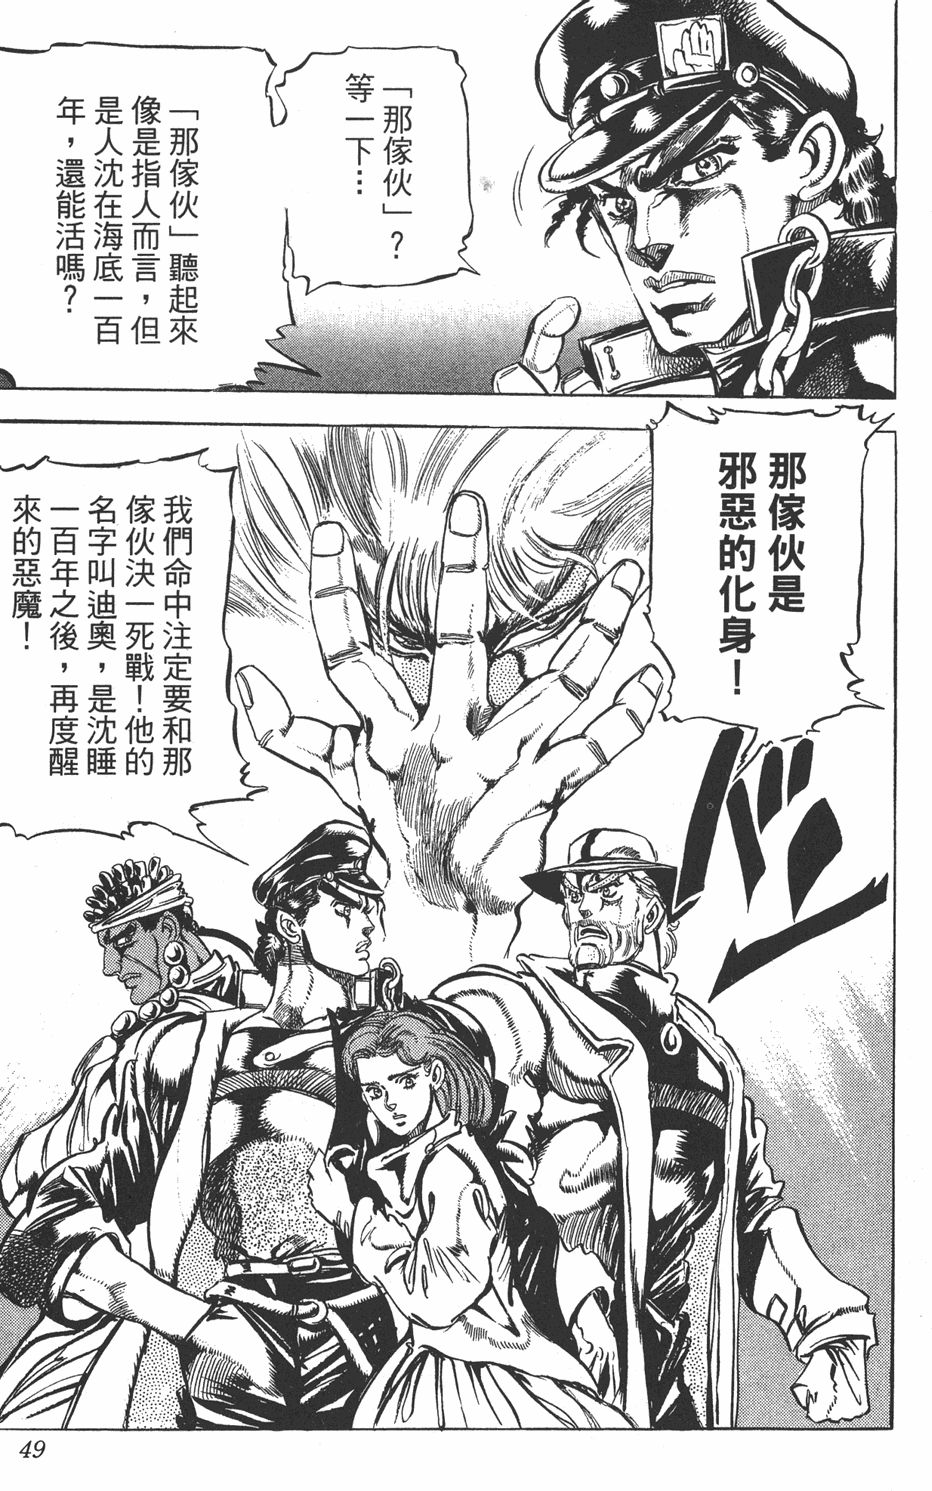 「那傢伙」？
等一下…
「那傢伙」聽起來
像是指人而言，但
是人沈在海底一百
年，還能活嗎？
那傢伙是
邪惡的化身！
我們命中注定要和那
傢伙決一死戰！他的
名字叫迪奧，是沈睡
一百年之後，再度醒
來的惡魔！
バーン
49